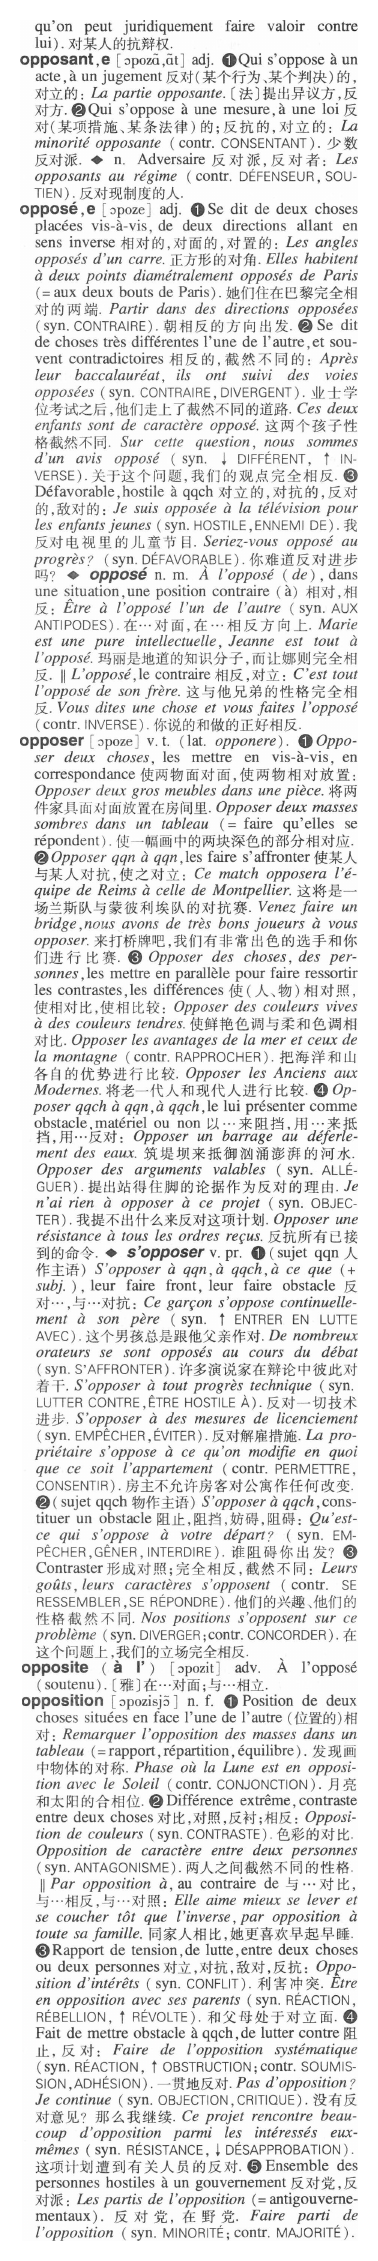 qu'on peut juridiquement faire valoir contre
lui). 对某人的抗辩权.
opposant,e [ɔpozɑ̃,ɑ̃t] adj. ❶Qui s'oppose à un
acte,à un jugement 反对(某个行为、某个判决)的,
对立的: La partie opposante.〔法〕提出异议方,反
对方. ❷Qui s'oppose à une mesure,à une loi 反
对(某项措施、某条法律)的;反抗的,对立的: La
minorité opposante (contr. CONSENTANT). 少数
反对派. ◆ n. Adversaire 反对派,反对者: Les
opposants au régime (contr. DÉFENSEUR, SOU-
TIEN). 反对现制度的人.
opposé,e [ɔpoze] adj. ❶Se dit de deux choses
placées vis-à-vis, de deux directions allant en
sens inverse 相对的,对面的,对置的: Les angles
opposés d'un carre. 正方形的对角. Elles habitent
à deux points diamétralement opposés de Paris
(=aux deux bouts de Paris). 她们住在巴黎完全相
对的两端. Partir dans des directions opposées
(syn. CONTRAIRE). 朝相反的方向出发. ❷Se dit
de choses très différentes l'une de l'autre,et sou-
vent contradictoires 相反的,截然不同的: Après
leur baccalauréat, ils ont suivi des voies
opposées (syn. CONTRAIRE, DIVERGENT). 业士学
位考试之后,他们走上了截然不同的道路. Ces deux
enfants sont de caractère opposé. 这两个孩子性
格截然不同. Sur cette question, nous sommes
d'un avis opposé (syn. ↓ DIFFÉRENT, ↑ IN-
VERSE). 关于这个问题,我们的观点完全相反. ❸
Défavorable,hostile à qqch 对立的,对抗的,反对
的,敌对的: Je suis opposée à la télévision pour
les enfants jeunes (syn. HOSTILE,ENNEMI DE). 我
反对电视里的儿童节目. Seriez-vous opposé au
progrès? (syn. DÉFAVORABLE). 你难道反对进步
吗? ◆ opposé n. m. À l'opposé (de), dans
une situation,une position contraire (à) 相对,相
反: Être à l'opposé l'un de l'autre (syn. AUX
ANTIPODES). 在…对面,在…相反方向上. Marie
est une pure intellectuelle, Jeanne est tout à
l'opposé. 玛丽是地道的知识分子,而让娜则完全相
反. ‖ L'opposé,le contraire 相反,对立: C'est tout
l'opposé de son frère. 这与他兄弟的性格完全相
反. Vous dites une chose et vous faites l'opposé
(contr. INVERSE). 你说的和做的正好相反.
opposer [ɔpoze] v. t. (lat. opponere). ❶Oppo-
ser deux choses, les mettre en vis-à-vis, en
correspondance 使两物面对面,使两物相对放置:
Opposer deux gros meubles dans une pièce. 将两
件家具面对面放置在房间里. Opposer deux masses
sombres dans un tableau (= faire qu'elles se
répondent). 使一幅画中的两块深色的部分相对应.
❷Opposer qqn à qqn,les faire s'affronter 使某人
与某人对抗,使之对立: Ce match opposera l'é-
quipe de Reims à celle de Montpellier. 这将是一
场兰斯队与蒙彼利埃队的对抗赛. Venez faire un
bridge,nous avons de très bons joueurs à vous
opposer. 来打桥牌吧,我们有非常出色的选手和你
们进行比赛. ❸Opposer des choses, des per-
sonnes,les mettre en parallèle pour faire ressortir
les contrastes,les différences 使(人、物)相对照,
使相对比,使相比较: Opposer des couleurs vives
à des couleurs tendres. 使鲜艳色调与柔和色调相
对比. Opposer les avantages de la mer et ceux de
la montagne (contr. RAPPROCHER). 把海洋和山
各自的优势进行比较. Opposer les Anciens aux
Modernes. 将老一代人和现代人进行比较. ❹Op-
poser qqch à qqn,à qqch,le lui présenter comme
obstacle,matériel ou non 以…来阻挡,用…来抵
挡,用…反对: Opposer un barrage au déferle-
ment des eaux. 筑堤坝来抵御汹涌澎湃的河水.
Opposer des arguments valables (syn. ALLÉ-
GUER). 提出站得住脚的论据作为反对的理由. Je
n'ai rien à opposer à ce projet (syn. OBJEC-
TER). 我提不出什么来反对这项计划. Opposer une
résistance à tous les ordres reçus. 反抗所有已接
到的命令. ◆ s'opposer v. pr. ❶(sujet qqn 人
作主语) S'opposer à qqn,à qqch,à ce que (+
subj.), leur faire front, leur faire obstacle 反
对…,与…对抗: Ce garçon s'oppose continuelle-
ment à son père (syn. ↑ ENTRER EN LUTTE
AVEC). 这个男孩总是跟他父亲作对. De nombreux
orateurs se sont opposés au cours du débat
(syn. S'AFFRONTER). 许多演说家在辩论中彼此对
着干. S'opposer à tout progrès technique (syn.
LUTTER CONTRE,ÊTRE HOSTILE À). 反对一切技术
进步. S'opposer à des mesures de licenciement
(syn. EMPÊCHER,ÉVITER). 反对解雇措施. La pro-
priétaire s'oppose à ce qu'on modifie en quoi
que ce soit l'appartement (contr. PERMETTRE,
CONSENTIR). 房主不允许房客对公寓作任何改变.
❷(sujet qqch 物作主语) S'opposer à qqch,cons-
tituer un obstacle 阻止,阻挡,妨碍,阻碍: Qu'est-
ce qui s'oppose à votre départ? (syn. EM-
PÊCHER,GÊNER, INTERDIRE). 谁阻碍你出发? ❸
Contraster 形成对照;完全相反,截然不同: Leurs
goûts, leurs caractères s'opposent (contr. SE
RESSEMBLER,SE RÉPONDRE). 他们的兴趣、他们的
性格截然不同. Nos positions s'opposent sur ce
problème (syn. DIVERGER;contr. CONCORDER). 在
这个问题上,我们的立场完全相反.
opposite (à l') [ɔpozit] adv. À l'opposé
(soutenu).〔雅〕在…对面;与…相立.
opposition [ɔpozisjɔ̃] n. f. ❶Position de deux
choses situées en face l'une de l'autre (位置的)相
对: Remarquer l'opposition des masses dans un
tableau (=rapport,répartition,équilibre). 发现画
中物体的对称. Phase où la Lune est en opposi-
tion avec le Soleil (contr. CONJONCTION). 月亮
和太阳的合相位. ❷Différence extrême,contraste
entre deux choses 对比,对照,反衬;相反: Opposi-
tion de couleurs (syn. CONTRASTE). 色彩的对比.
Opposition de caractère entre deux personnes
(syn. ANTAGONISME). 两人之间截然不同的性格.
‖ Par opposition à, au contraire de 与…对比,
与…相反,与…对照: Elle aime mieux se lever et
se coucher tôt que l'inverse, par opposition à
toute sa famille. 同家人相比,她更喜欢早起早睡.
❸Rapport de tension,de lutte,entre deux choses
ou deux personnes 对立,对抗,敌对,反抗: Oppo-
sition d'intérêts (syn. CONFLIT). 利害冲突. Être
en opposition avec ses parents (syn. RÉACTION,
RÉBELLION, ↑ RÉVOLTE). 和父母处于对立面. ❹
Fait de mettre obstacle à qqch,de lutter contre 阻
止,反对: Faire de l'opposition systématique
(syn. RÉACTION, ↑ OBSTRUCTION;contr. SOUMIS-
SION,ADHÉSION). 一贯地反对. Pas d'opposition?
Je continue (syn. OBJECTION,CRITIQUE). 没有反
对意见? 那么我继续. Ce projet rencontre beau-
coup d'opposition parmi les intéressés eux-
mêmes (syn. RÉSISTANCE, ↓ DÉSAPPROBATION).
这项计划遭到有关人员的反对. ❺Ensemble des
personnes hostiles à un gouvernement 反对党,反
对派: Les partis de l'opposition (=antigouverne-
mentaux). 反对党, 在野党. Faire parti de
l'opposition (syn. MINORITÉ; contr. MAJORITÉ).